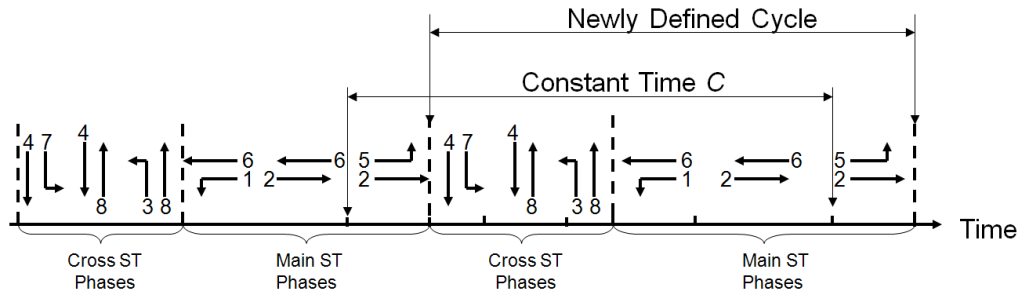 Newly Defined Cycle
Constant Time C
4 7 4 6 6 5 4 7 4 6 6 5
1 2 2 1 2 2
8 3 8 8 3 8
Time
Cross ST
Phases
Main ST
Phases
Cross ST
Phases
Main ST
Phases